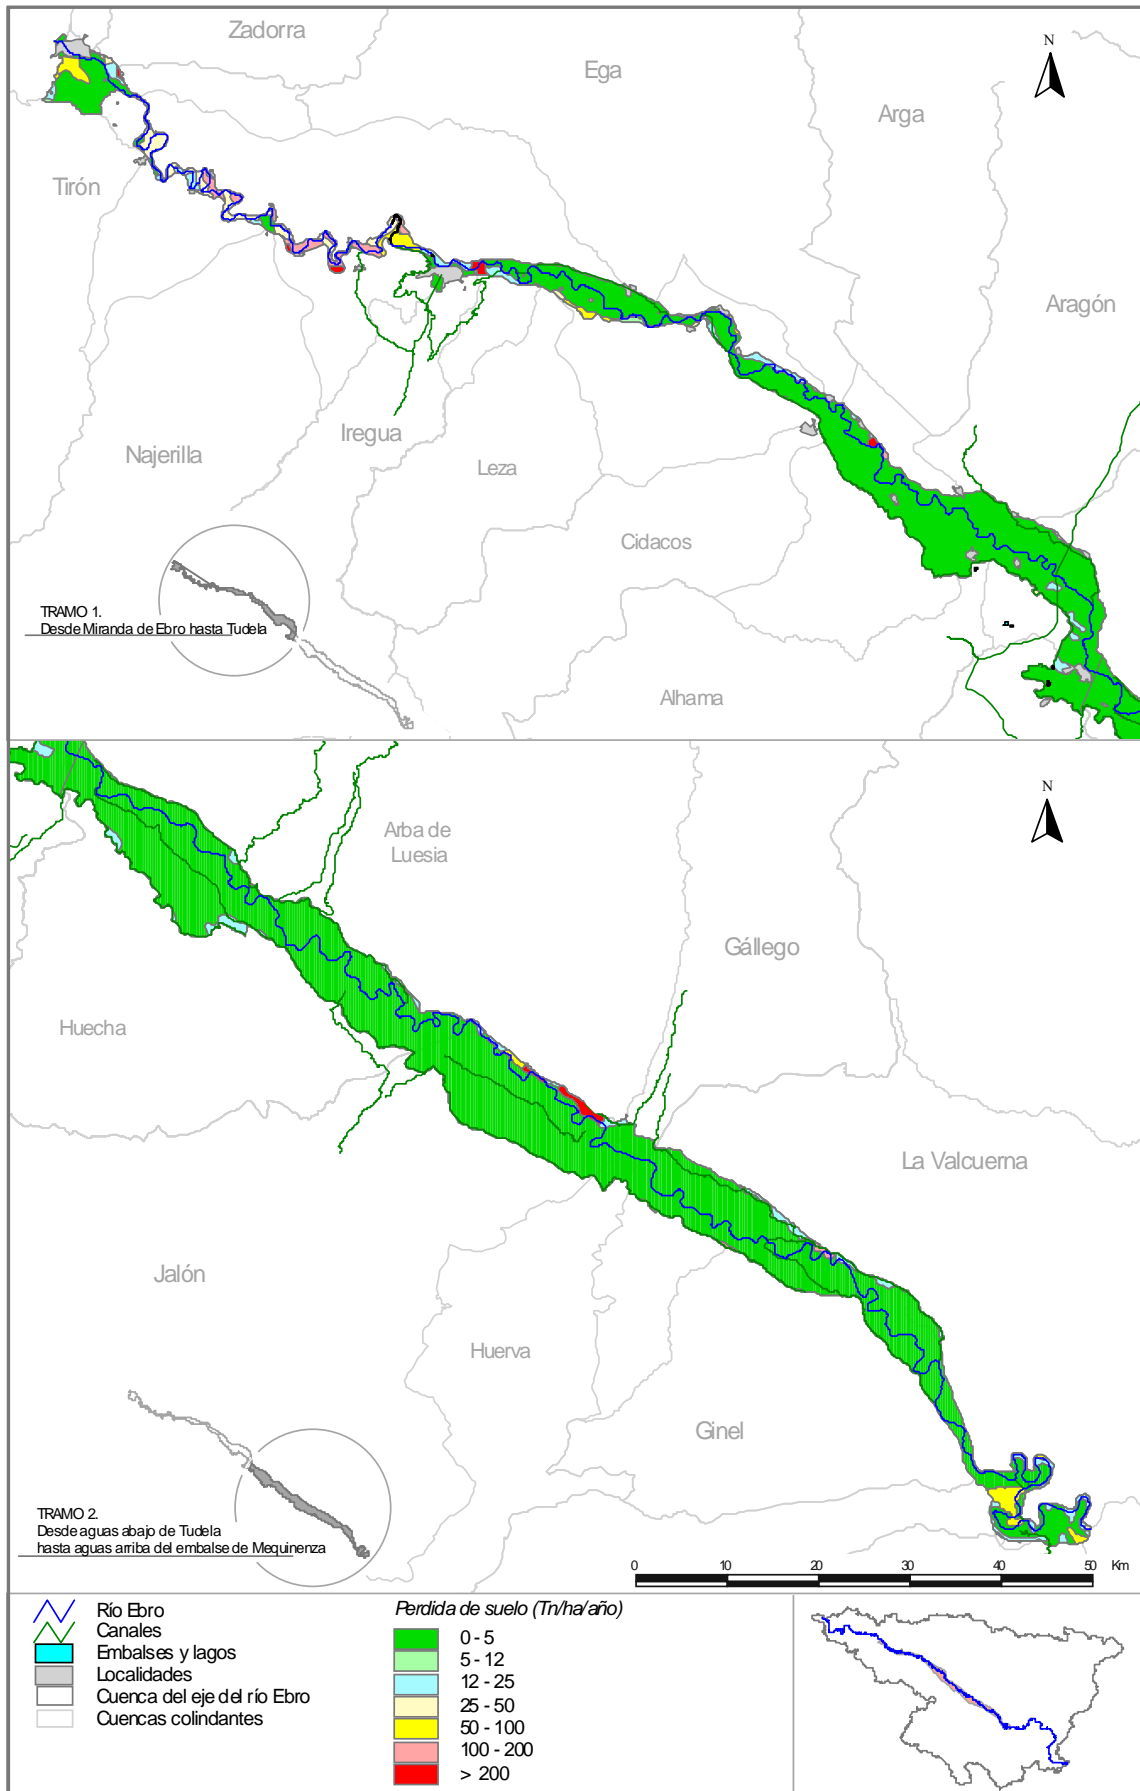 Zadorra
Ega
N
Arga
Tirón
Aragón
Najerilla
Iregua
Leza
Cidacos
Alhama
TRAMO 1.
Desde Miranda de Ebro hasta Tudela
N
Arba de
Luesia
Gállego
Huecha
La Valcuerna
Jalón
Huerva
Ginel
TRAMO 2.
Desde aguas abajo de Tudela
hasta aguas arriba del embalse de Mequinenza
0 10 20 30 40 50 Km
Río Ebro
Canales
Embalses y lagos
Localidades
Cuenca del eje del río Ebro
Cuencas colindantes
Perdida de suelo (Tn/ha/año)
0 - 5
5 - 12
12 - 25
25 - 50
50 - 100
100 - 200
> 200